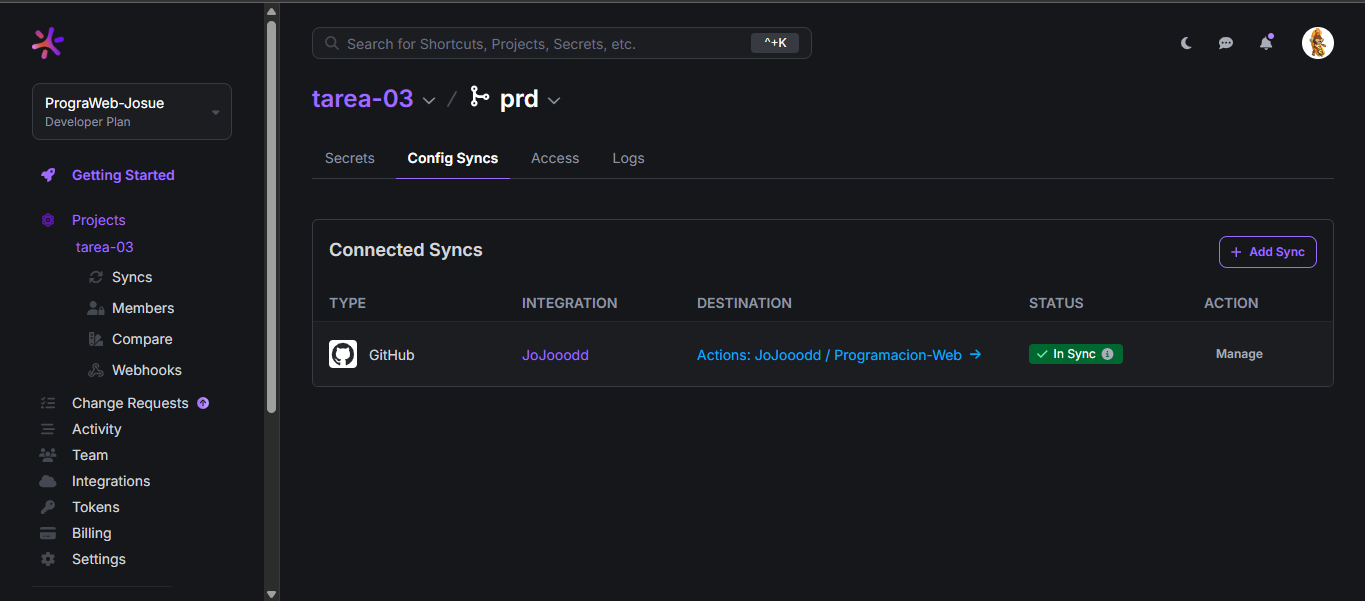 Search for Shortcuts, Projects, Secrets, etc.
^+K
PrograWeb-Josue
Developer Plan
Getting Started
Projects
tarea-03
Syncs
Members
Compare
Webhooks
Change Requests
Activity
Team
Integrations
Tokens
Billing
Settings
tarea-03 / prd
Secrets Config Syncs Access Logs
Connected Syncs
+ Add Sync
TYPE INTEGRATION DESTINATION STATUS ACTION
GitHub JoJooodd Actions: JoJooodd / Programacion-Web → In Sync Manage